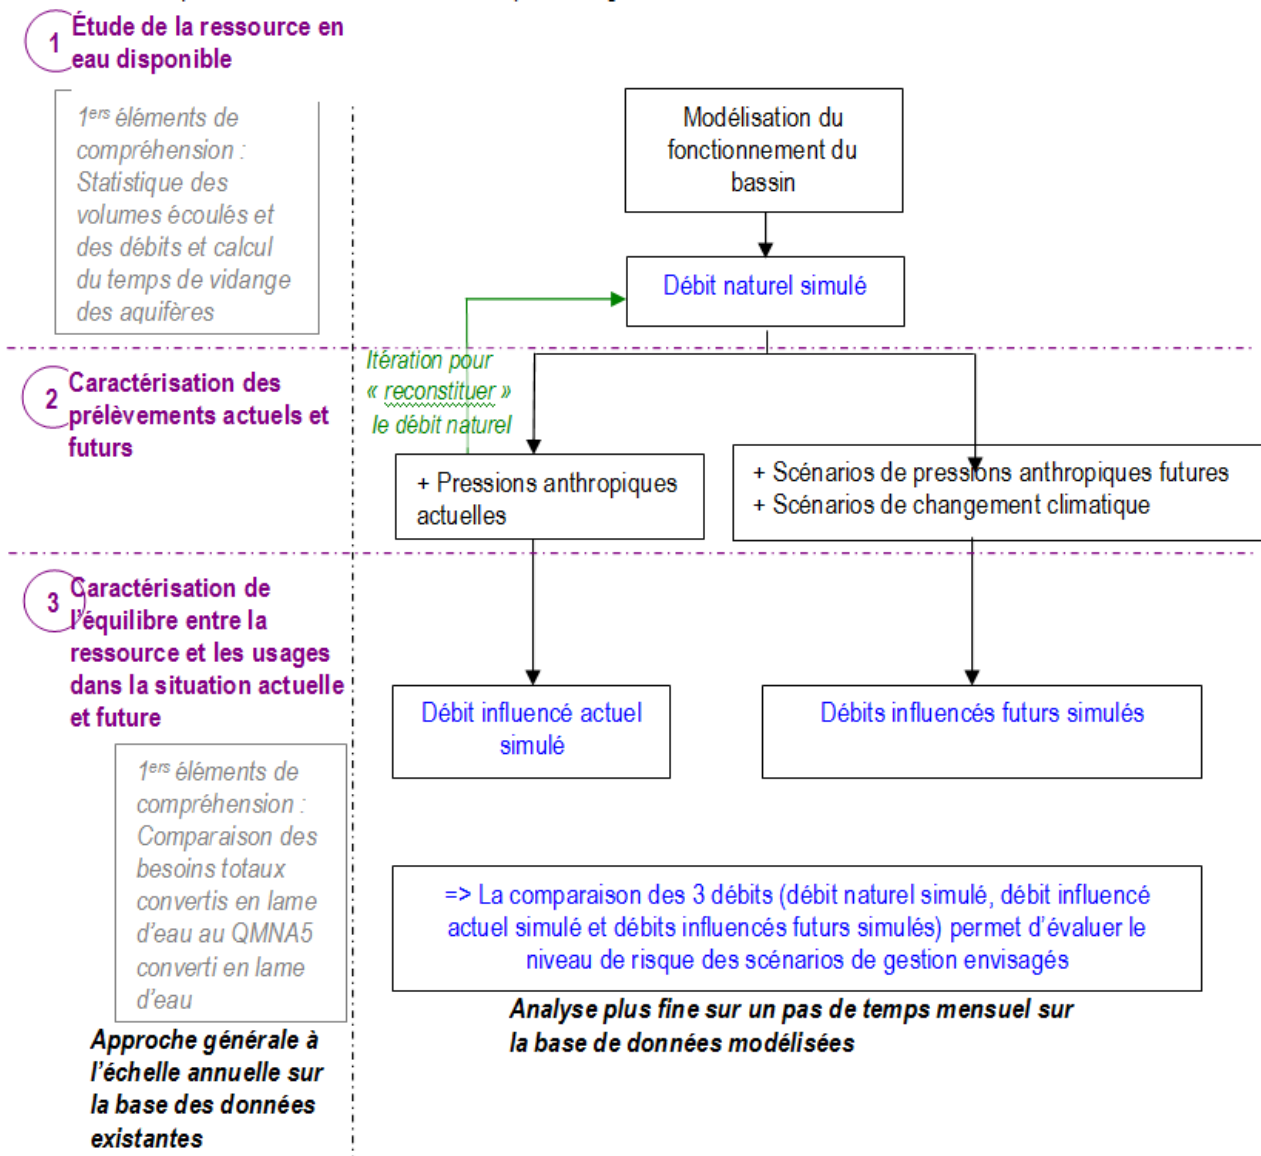 1
Étude de la ressource en
eau disponible
1ers éléments de
compréhension :
Statistique des
volumes écoulés et
des débits et calcul
du temps de vidange
des aquifères
Modélisation du
fonctionnement du
bassin
Débit naturel simulé
Itération pour
« reconstituer »
le débit naturel
2
Caractérisation des
prélèvements actuels et
futurs
+ Pressions anthropiques
actuelles
+ Scénarios de pressions anthropiques futures
+ Scénarios de changement climatique
3
Caractérisation de
l'équilibre entre la
ressource et les usages
dans la situation actuelle
et future
Débit influencé actuel
simulé
Débits influencés futurs simulés
1ers éléments de
compréhension :
Comparaison des
besoins totaux
convertis en lame
d'eau au QMNA5
converti en lame
d'eau
=> La comparaison des 3 débits (débit naturel simulé, débit influencé
actuel simulé et débits influencés futurs simulés) permet d'évaluer le
niveau de risque des scénarios de gestion envisagés
Approche générale à
l'échelle annuelle sur
la base des données
existantes
Analyse plus fine sur un pas de temps mensuel sur
la base de données modélisées